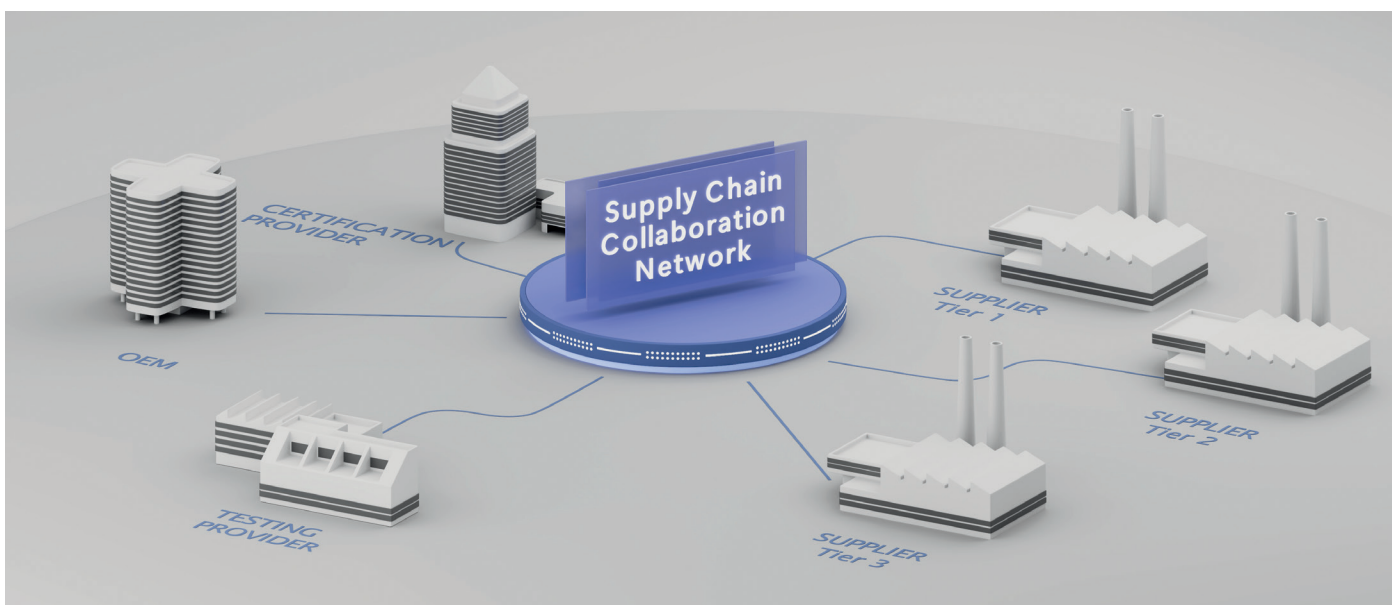 Supply Chain
Collaboration
Network
CERTIFICATION
PROVIDER
OEM
TESTING
PROVIDER
SUPPLIER
Tier 1
SUPPLIER
Tier 2
SUPPLIER
Tier 3